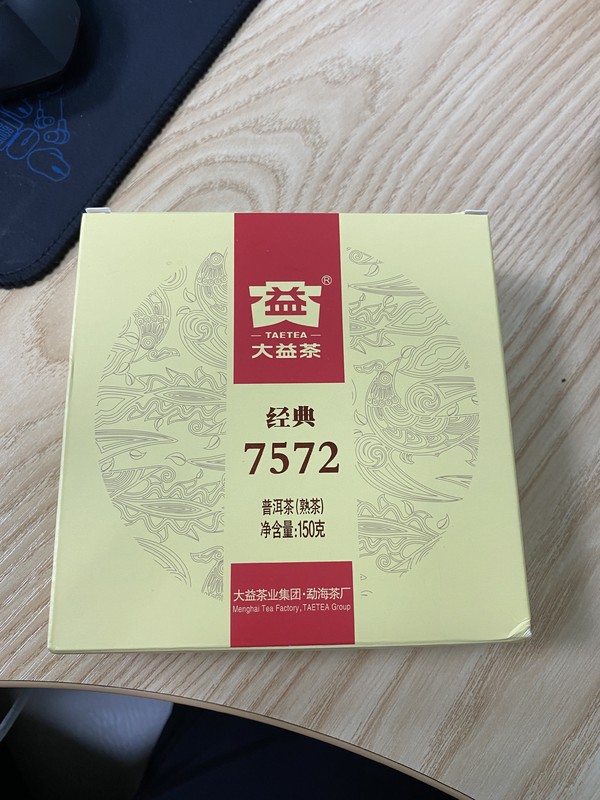 益®
TAETEA
大益茶
经典
7572
普洱茶(熟茶)
净含量:150克
大益茶业集团·勐海茶厂
Menghai Tea Factory, TAETEA Group